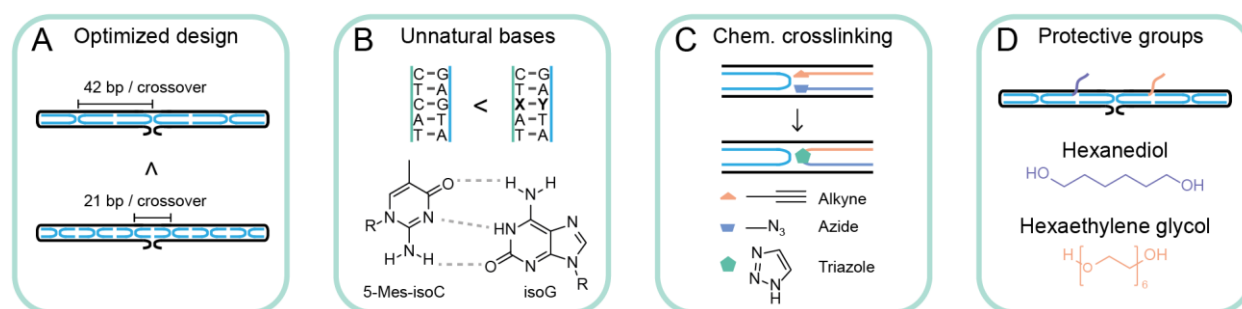 A Optimized design
42 bp / crossover
<
21 bp / crossover
B Unnatural bases
C G
T A
C G
A T
T A
<
C G
T A
X Y
A T
T A
O
H
H
N
N
N
R
N
H
H
HN
O
N
N
N
R
5-Mes-isoC
isoG
C Chem. crosslinking
Alkyne
N3
Azide
N
N
N
H
Triazole
D Protective groups
Hexanediol
HO
OH
Hexaethylene glycol
H
O
OH
6